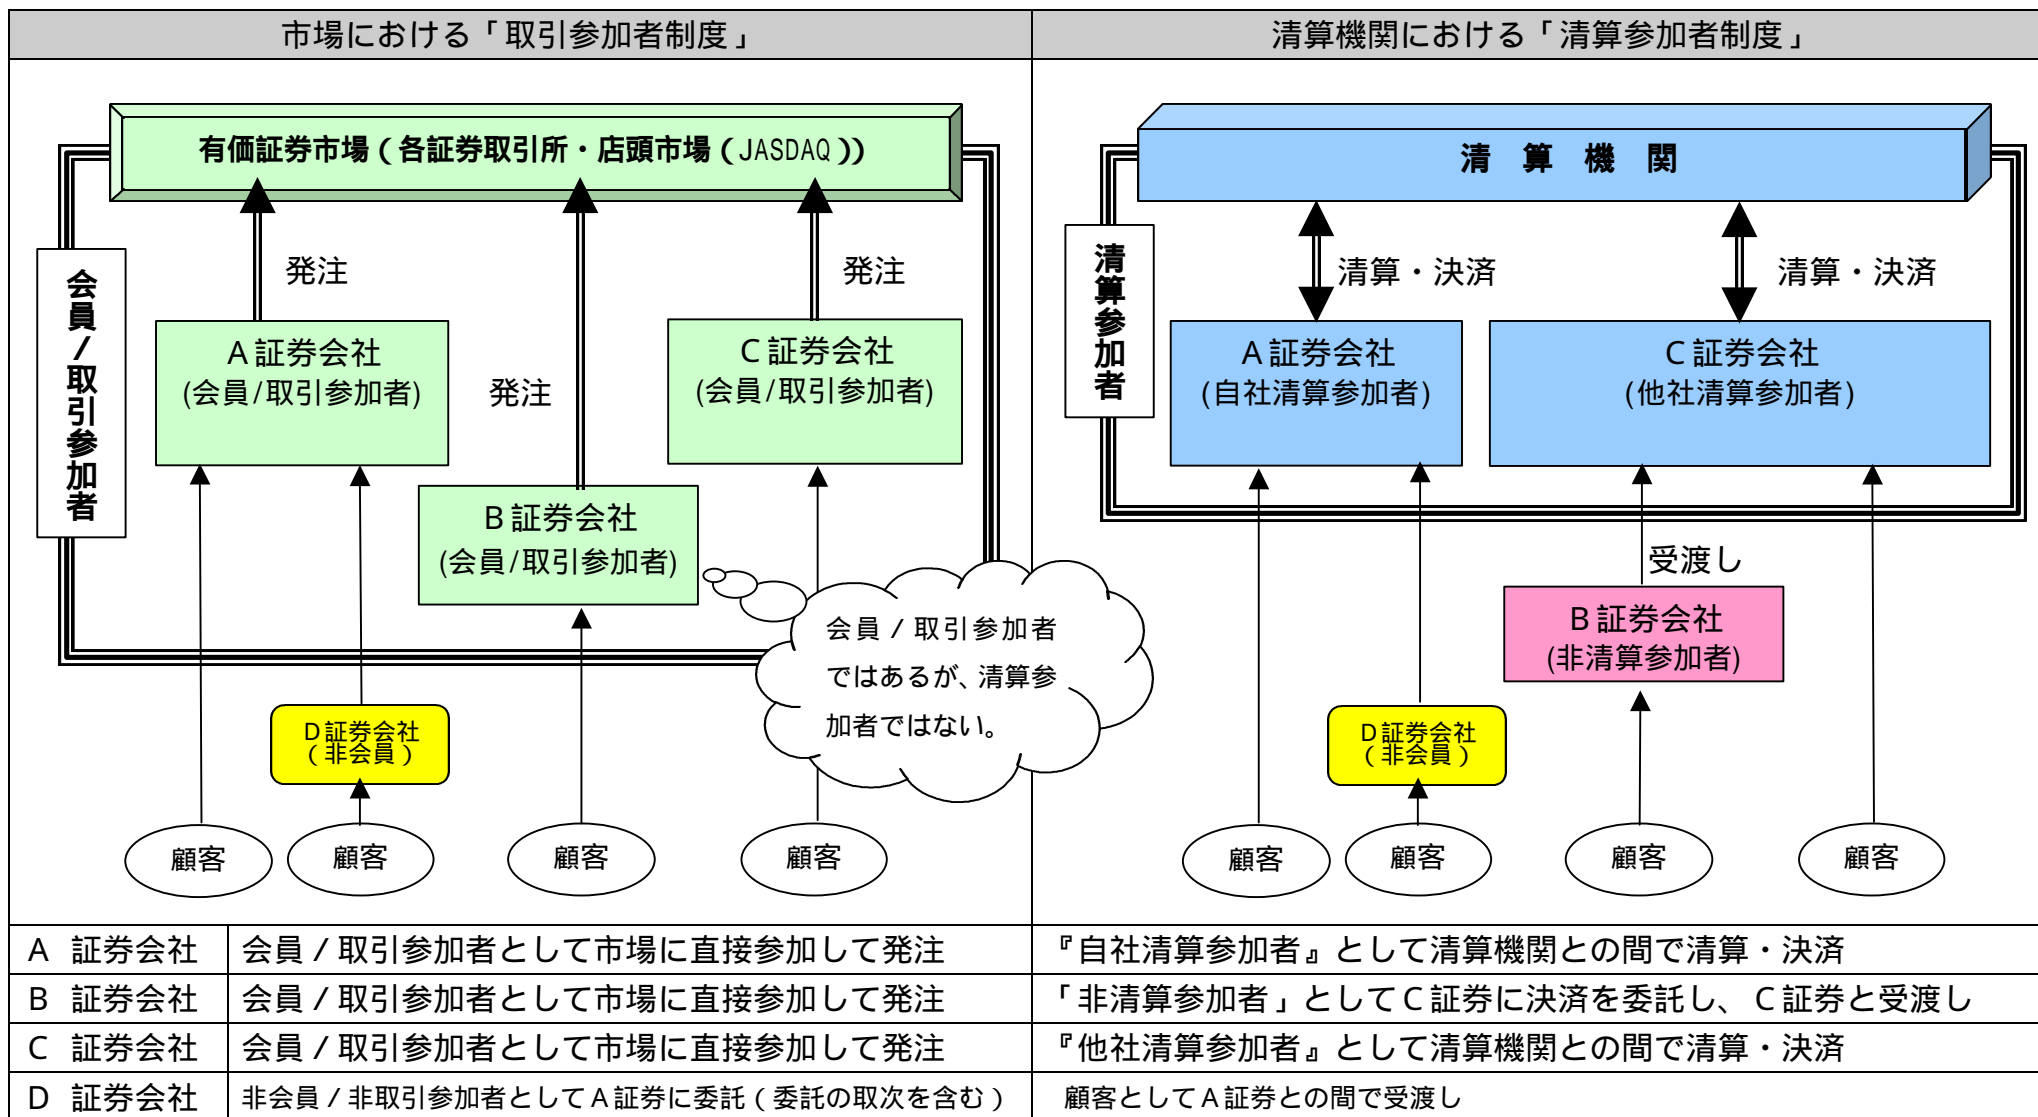 市場における「取引参加者制度」
清算機関における「清算参加者制度」
有価証券市場(各証券取引所・店頭市場(JASDAQ))
会員/取引参加者
発注
発注
発注
A証券会社
(会員/取引参加者)
C証券会社
(会員/取引参加者)
B証券会社
(会員/取引参加者)
会員/取引参加者
ではあるが、清算参
加者ではない。
D証券会社
(非会員)
顧客
顧客
顧客
顧客
清算機関
清算参加者
清算・決済
清算・決済
A証券会社
(自社清算参加者)
C証券会社
(他社清算参加者)
受渡し
B証券会社
(非清算参加者)
D証券会社
(非会員)
顧客
顧客
顧客
顧客
A 証券会社 会員/取引参加者として市場に直接参加して発注 『自社清算参加者』として清算機関との間で清算・決済
B 証券会社 会員/取引参加者として市場に直接参加して発注 「非清算参加者」としてC証券に決済を委託し、C証券と受渡し
C 証券会社 会員/取引参加者として市場に直接参加して発注 『他社清算参加者』として清算機関との間で清算・決済
D 証券会社 非会員/非取引参加者としてA証券に委託(委託の取次を含む) 顧客としてA証券との間で受渡し